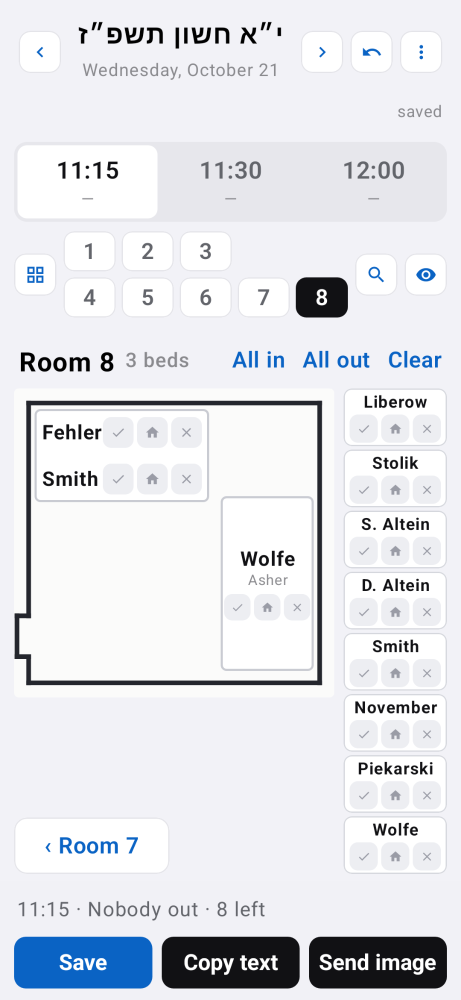 י״א חשון תשפ״ז
Wednesday, October 21
saved
11:15 11:30 12:00
– – –
1 2 3
4 5 6 7 8
Room 8 3 beds All in All out Clear
Fehler
Smith
Wolfe
Asher
Liberow
Stolik
S. Altein
D. Altein
Smith
November
Piekarski
Wolfe
‹ Room 7
11:15 · Nobody out · 8 left
Save Copy text Send image